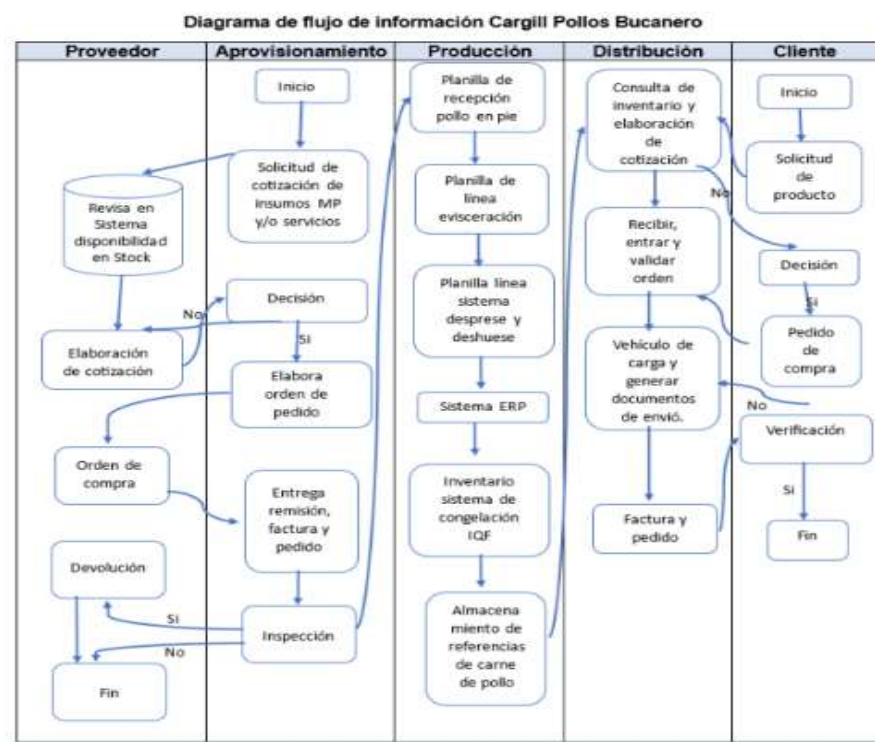 Diagrama de flujo de información Cargill Pollos Bucanero
Proveedor
Aprovisionamiento
Producción
Distribución
Cliente
Revisa en
Sistema
disponibilidad
en Stock
Elaboración
de cotización
Orden de
compra
Devolución
Fin
Inicio
Solicitud de
cotización de
insumos MP
y/o servicios
Decisión
No
Si
Elabora
orden de
pedido
Entrega
remisión,
factura y
pedido
Inspección
Si
No
Planilla de
recepción
pollo en pie
Planilla de
línea
evisceración
Planilla línea
sistema
desprese y
deshuese
Sistema ERP
Inventario
sistema de
congelación
IQF
Almacena
miento de
referencias
de carne
de pollo
Consulta de
inventario y
elaboración
de
cotización
Recibir,
entrar y
validar
orden
Vehículo de
carga y
generar
documentos
de envió.
Factura y
pedido
Inicio
Solicitud
de
producto
No
Decisión
Si
Pedido
de
compra
No
Verificación
Si
Fin